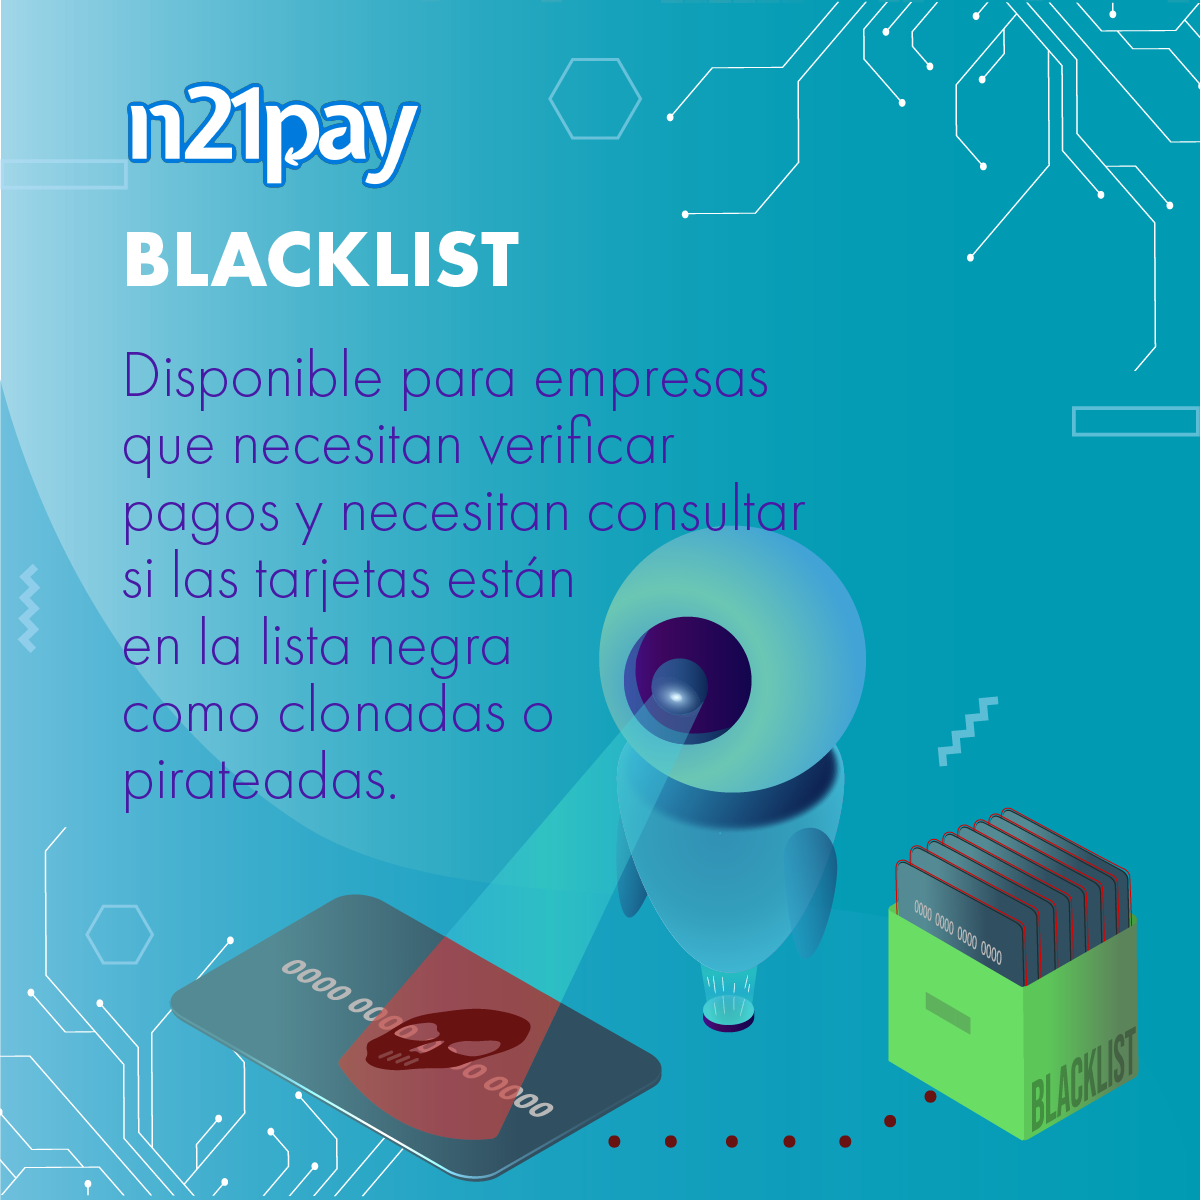 n21pay
BLACKLIST
Disponible para empresas
que necesitan verificar
pagos y necesitan consultar
si las tarjetas están
en la lista negra
como clonadas o
pirateadas.
0000 0000 0000 0000
0000 0000 0000 0000
BLACKLIST